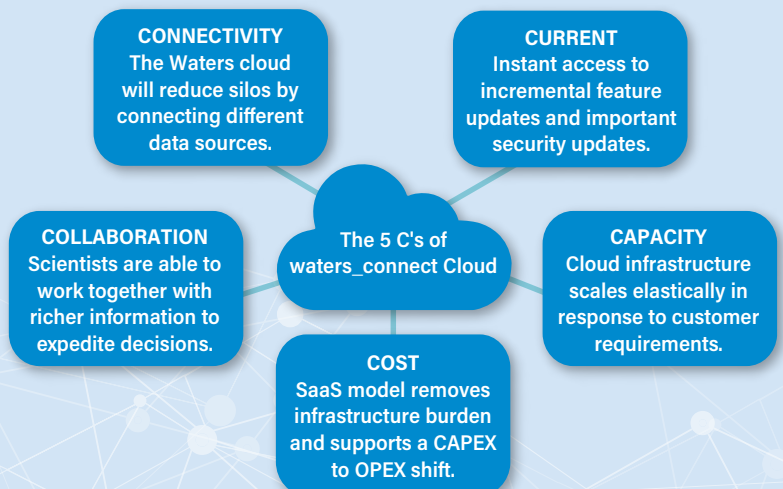 CONNECTIVITY
The Waters cloud
will reduce silos by
connecting different
data sources.
CURRENT
Instant access to
incremental feature
updates and important
security updates.
The 5 C's of
waters_connect Cloud
COLLABORATION
Scientists are able to
work together with
richer information to
expedite decisions.
CAPACITY
Cloud infrastructure
scales elastically in
response to customer
requirements.
COST
SaaS model removes
infrastructure burden
and supports a CAPEX
to OPEX shift.